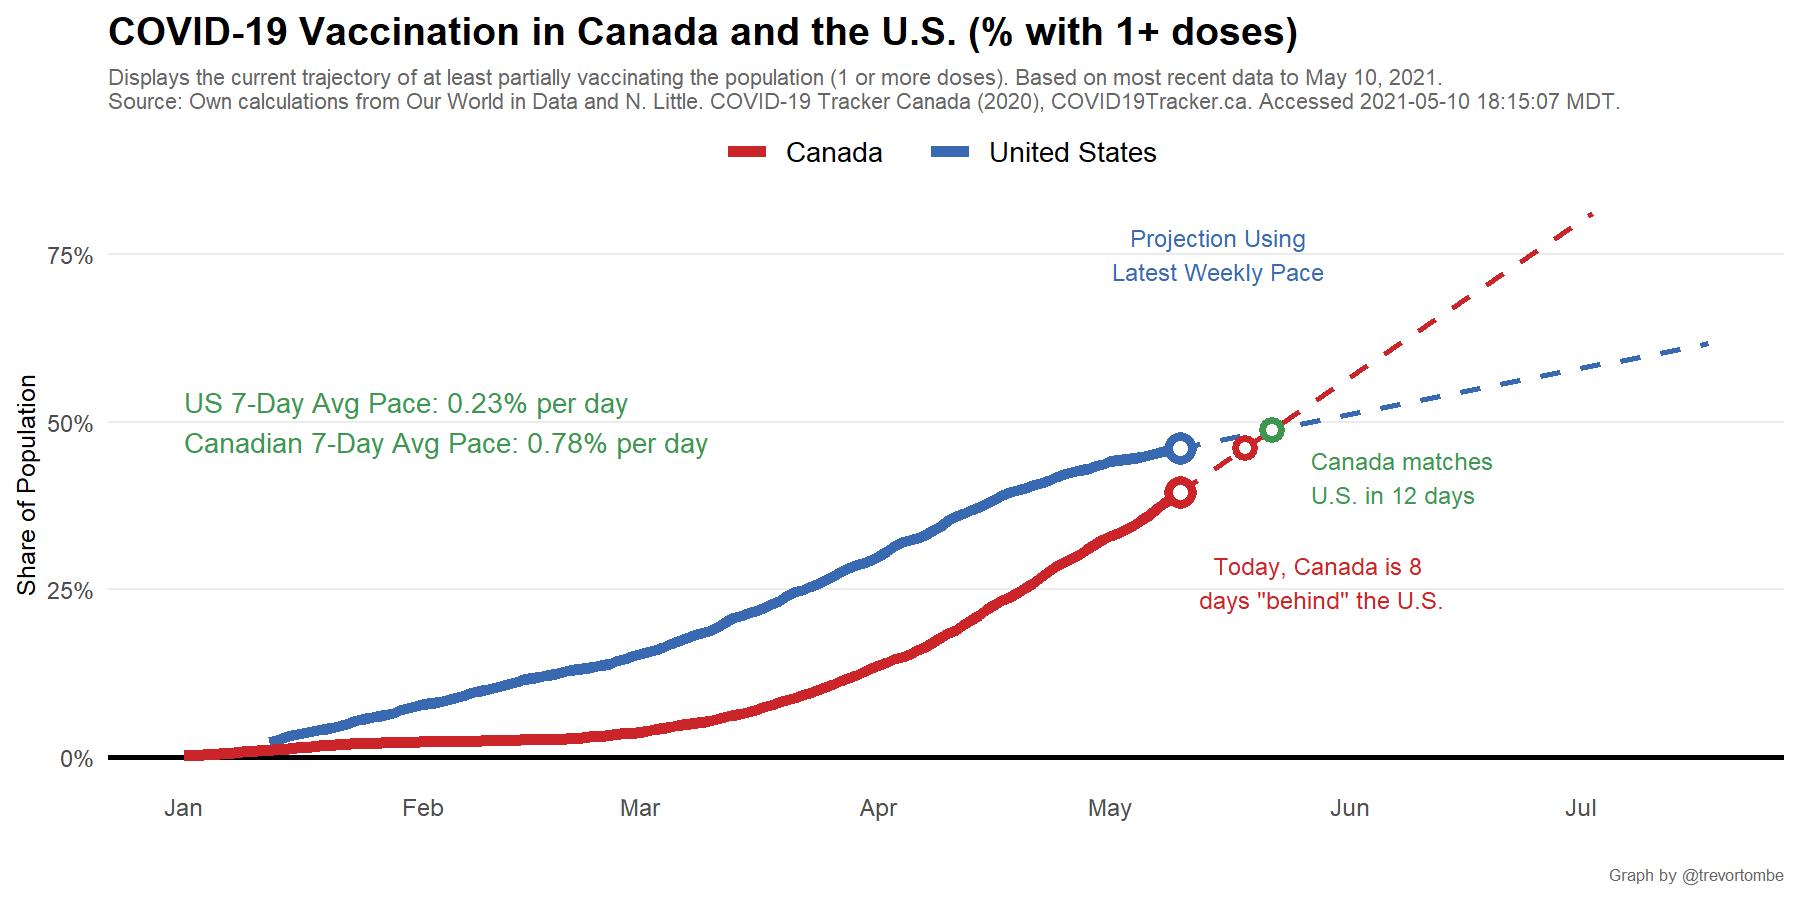 COVID-19 Vaccination in Canada and the U.S. (% with 1+ doses)
Displays the current trajectory of at least partially vaccinating the population (1 or more doses). Based on most recent data to May 10, 2021.
Source: Own calculations from Our World in Data and N. Little. COVID-19 Tracker Canada (2020), COVID19Tracker.ca. Accessed 2021-05-10 18:15:07 MDT.
Canada
United States
Projection Using
Latest Weekly Pace
75%
US 7-Day Avg Pace: 0.23% per day
50%
Canadian 7-Day Avg Pace: 0.78% per day
Canada matches
U.S. in 12 days
Share of Population
Today, Canada is 8
days "behind" the U.S.
25%
0%
Jan
Feb
Mar
Apr
May
Jun
Jul
Graph by @trevortombe